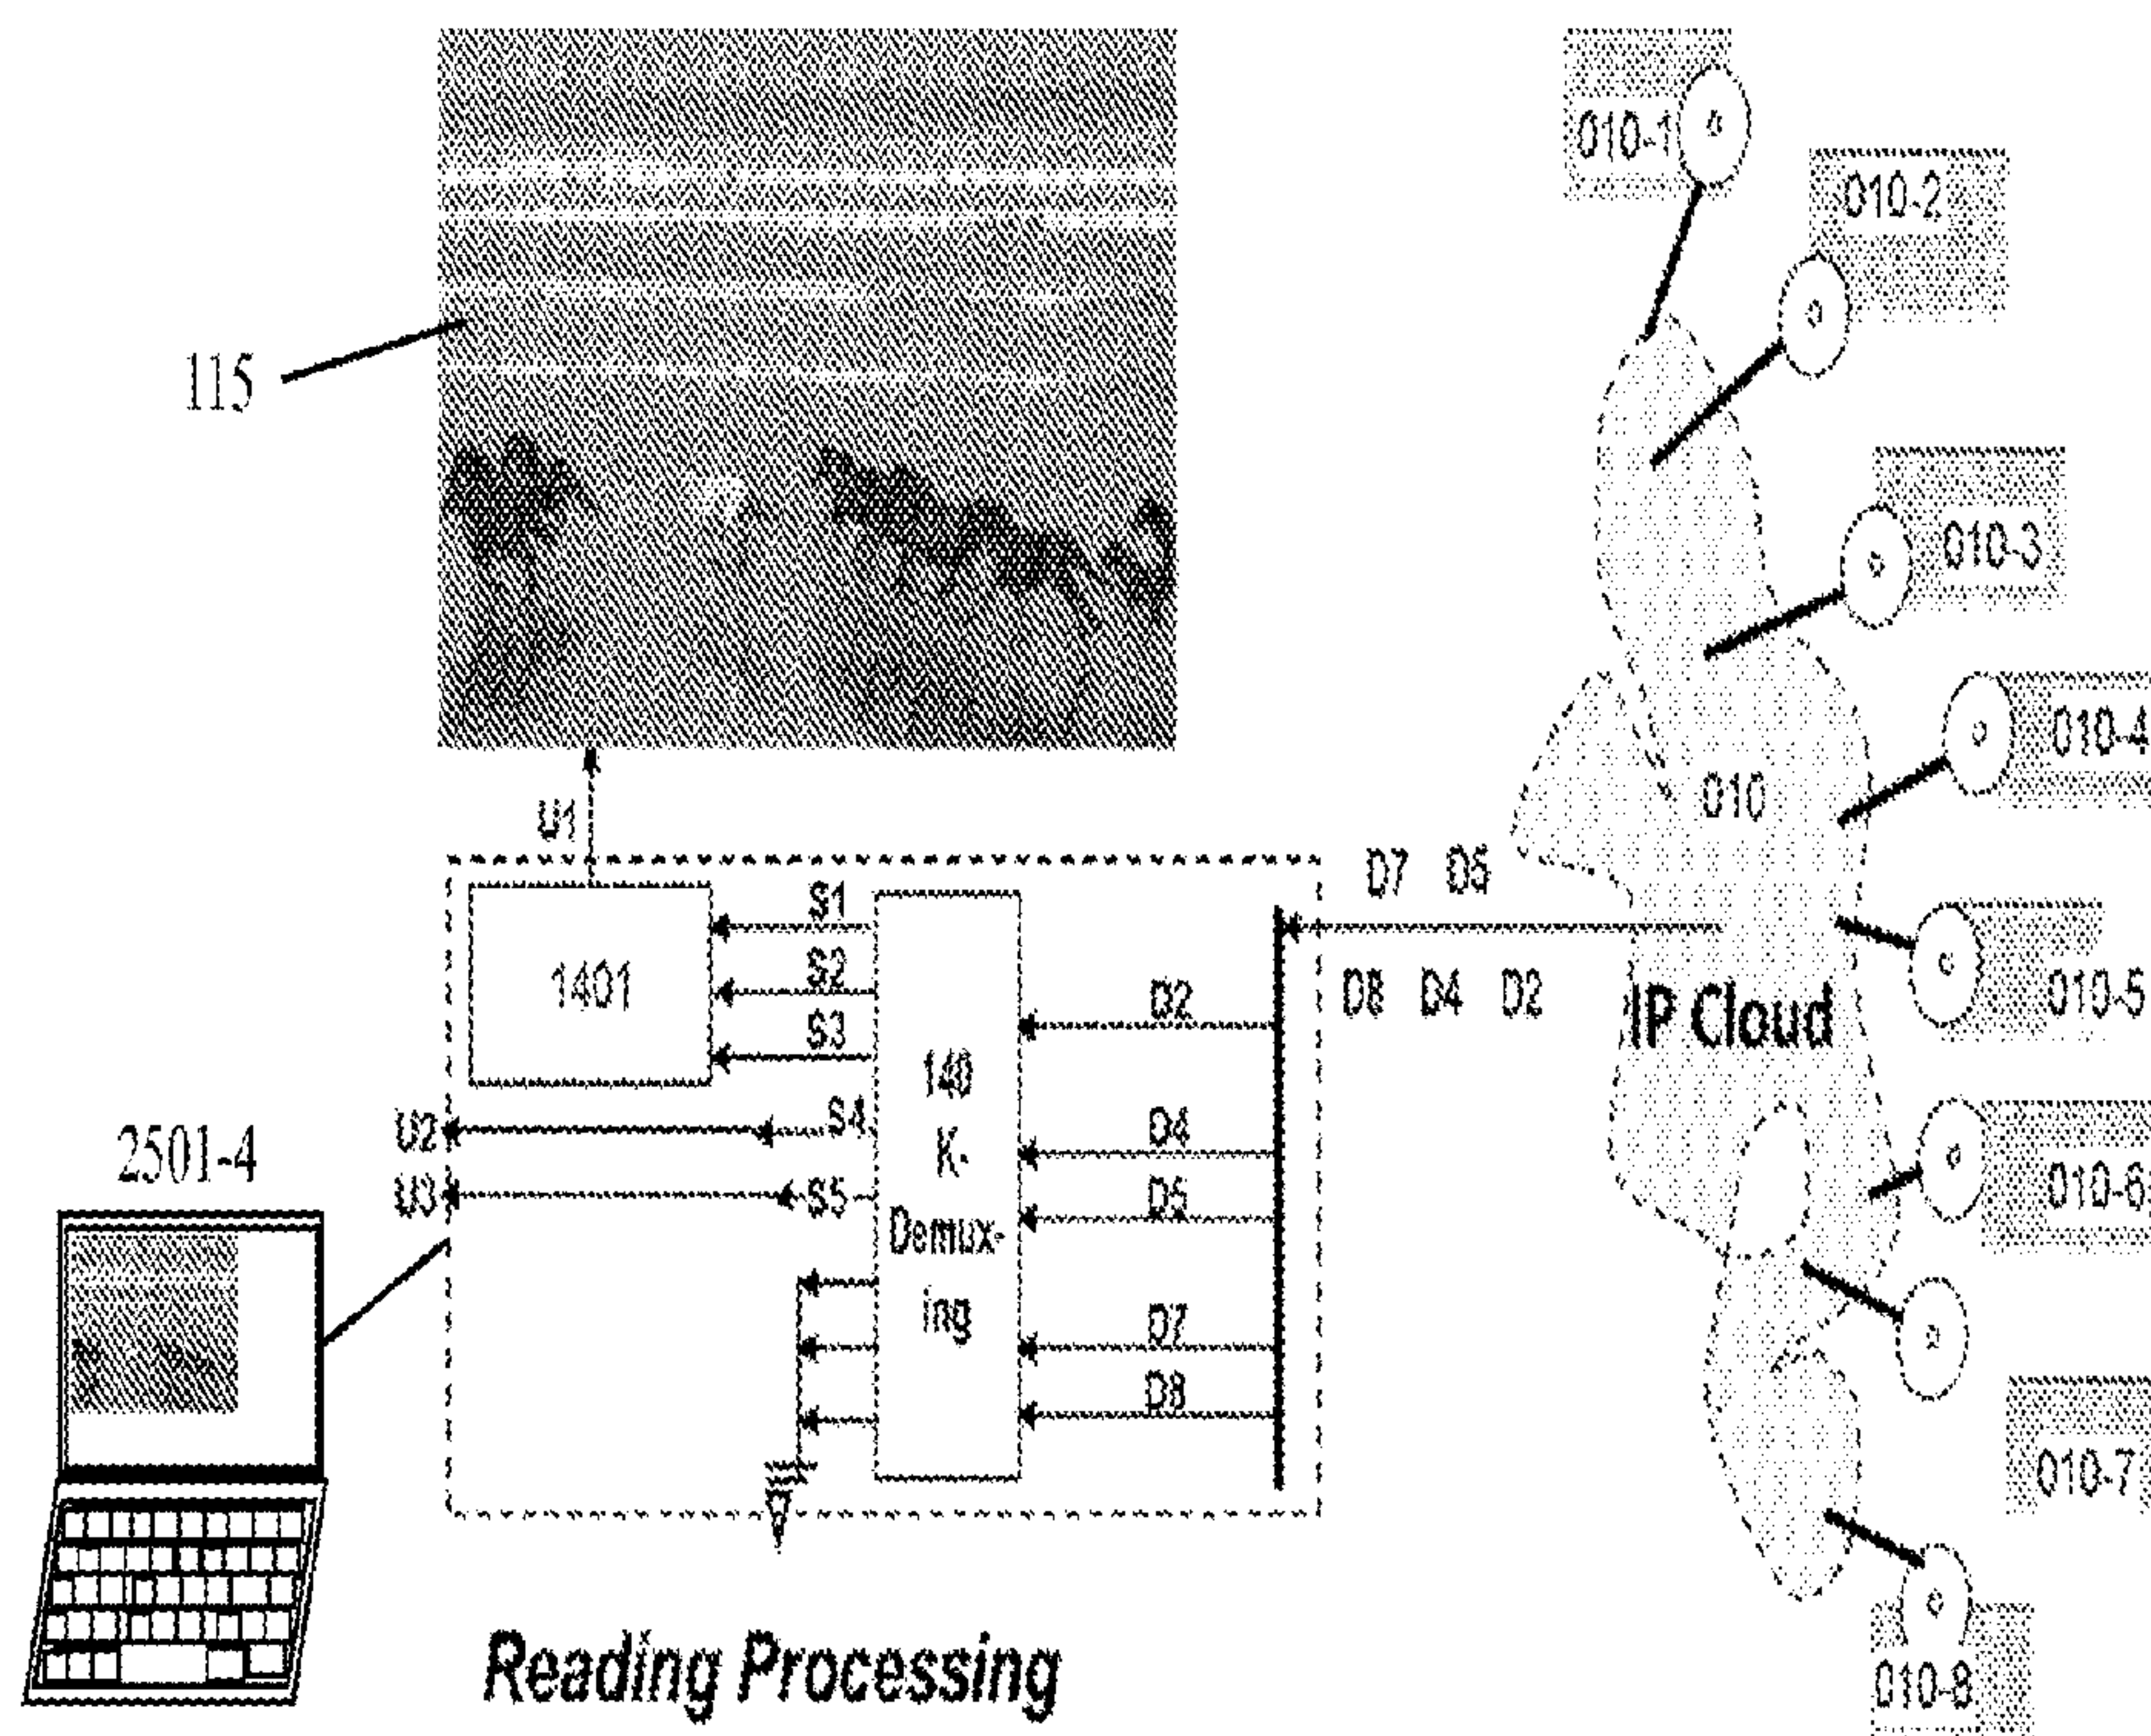 010-1
010-2
115
010-3
010-4
010
U1
D7 D5
S1
1401
S2
D8 D4 D2
010-5
D2
IP Cloud
S3
140
K-
Demux-
ing
S4
U2
D4
2501-4
010-6
U3
S5
D5
D7
D8
010-7
Reading Processing
010-8